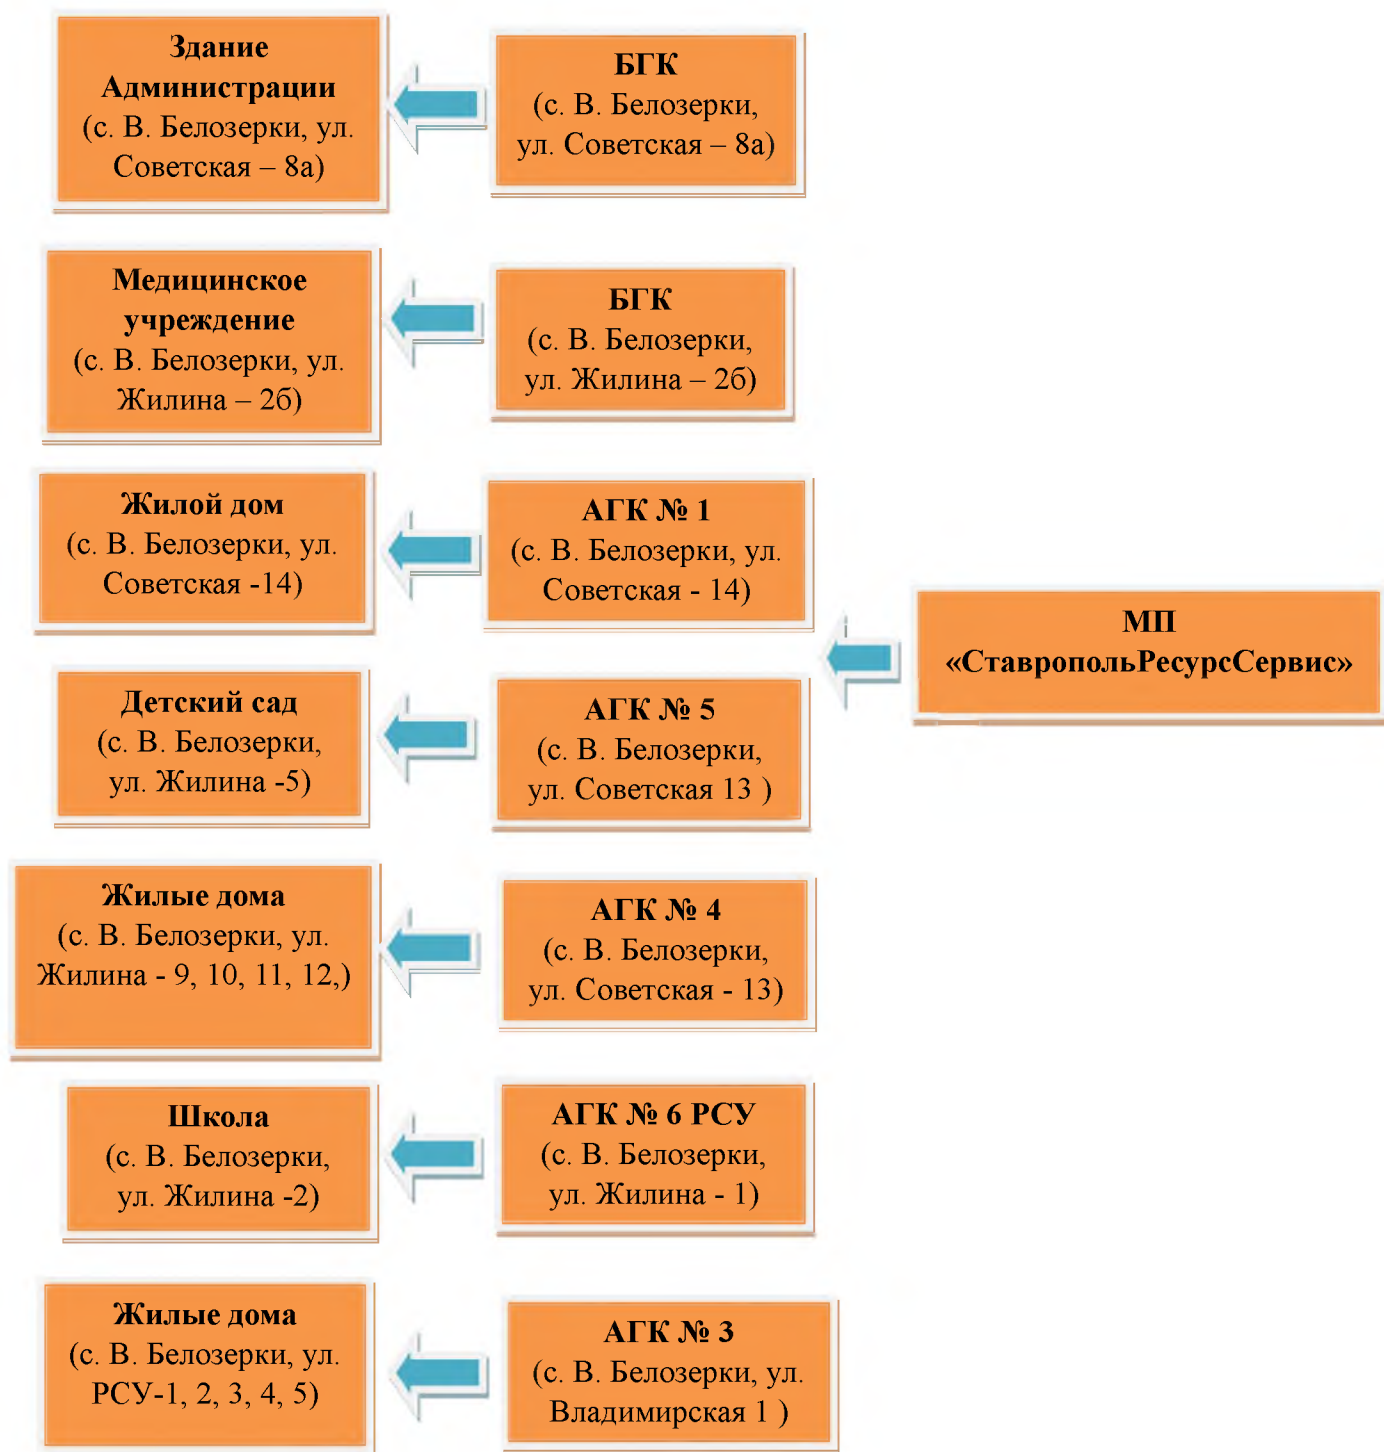 Здание
Администрации
(с. В. Белозерки, ул.
Советская – 8а)
БГК
(с. В. Белозерки,
ул. Советская – 8а)
Медицинское
учреждение
(с. В. Белозерки, ул.
Жилина – 2б)
БГК
(с. В. Белозерки,
ул. Жилина – 2б)
Жилой дом
(с. В. Белозерки, ул.
Советская -14)
АГК № 1
(с. В. Белозерки, ул.
Советская - 14)
МП
«СтавропольРесурсСервис»
Детский сад
(с. В. Белозерки,
ул. Жилина -5)
АГК № 5
(с. В. Белозерки,
ул. Советская 13 )
Жилые дома
(с. В. Белозерки, ул.
Жилина - 9, 10, 11, 12,)
АГК № 4
(с. В. Белозерки,
ул. Советская - 13)
Школа
(с. В. Белозерки,
ул. Жилина -2)
АГК № 6 РСУ
(с. В. Белозерки,
ул. Жилина - 1)
Жилые дома
(с. В. Белозерки, ул.
РСУ-1, 2, 3, 4, 5)
АГК № 3
(с. В. Белозерки, ул.
Владимирская 1 )